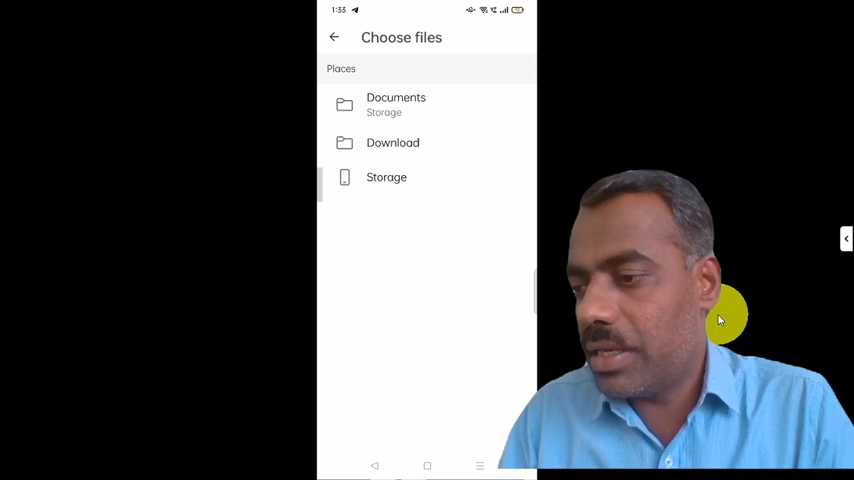 1:33
Choose files
Places
Documents
Storage
Download
Storage